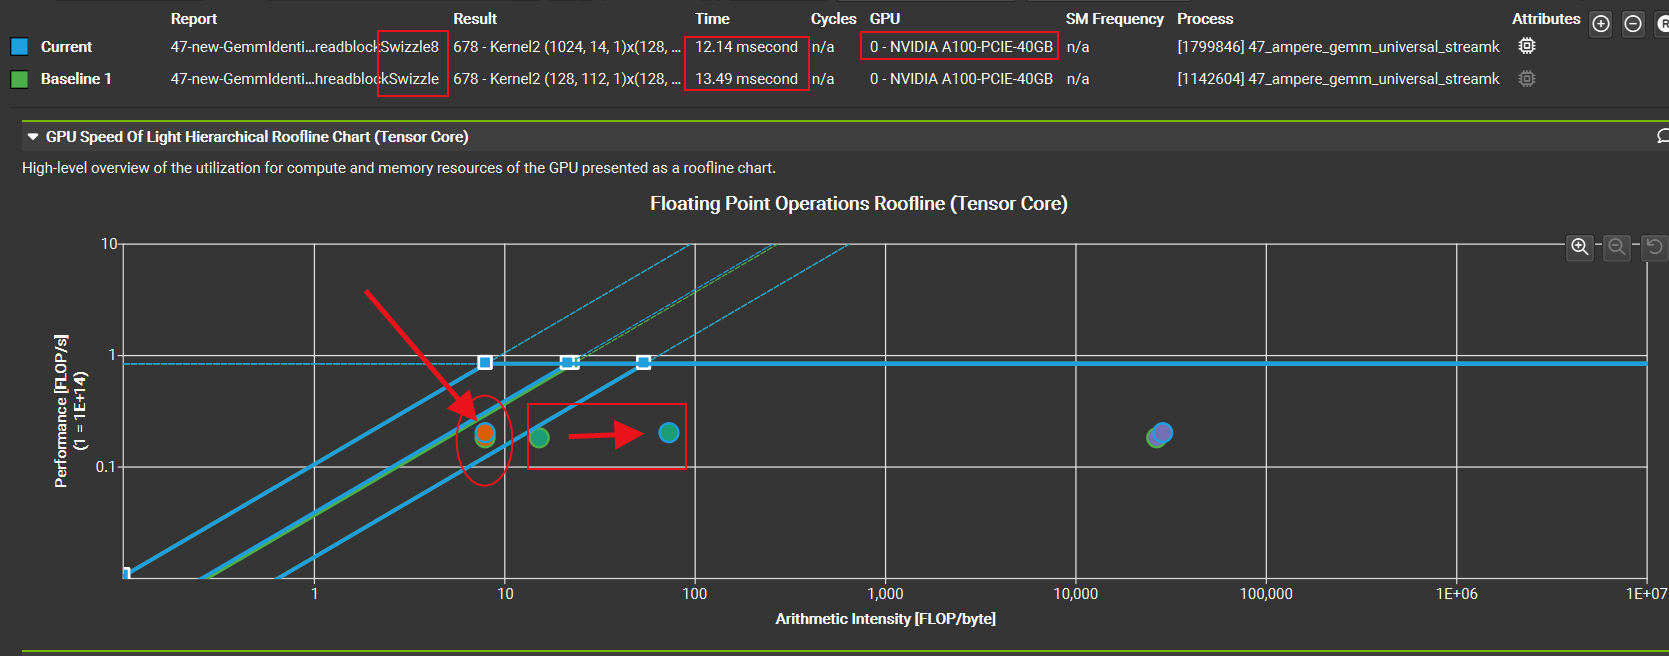 Report Result Time Cycles GPU SM Frequency Process Attributes
Current 47-new-GemmIdenti...readblockSwizzle8 678 - Kernel2 (1024, 14, 1)x(128, ... 12.14 msecond n/a 0 - NVIDIA A100-PCIE-40GB n/a [1799846] 47_ampere_gemm_universal_streamk
Baseline 1 47-new-GemmIdenti...hreadblockSwizzle 678 - Kernel2 (128, 112, 1)x(128, ... 13.49 msecond n/a 0 - NVIDIA A100-PCIE-40GB n/a [1142604] 47_ampere_gemm_universal_streamk
R
GPU Speed Of Light Hierarchical Roofline Chart (Tensor Core)
High-level overview of the utilization for compute and memory resources of the GPU presented as a roofline chart.
Floating Point Operations Roofline (Tensor Core)
Performance [FLOP/s]
(1 = 1E+14)
10
1
0.1
1 10 100 1,000 10,000 100,000 1E+06 1E+07
Arithmetic Intensity [FLOP/byte]